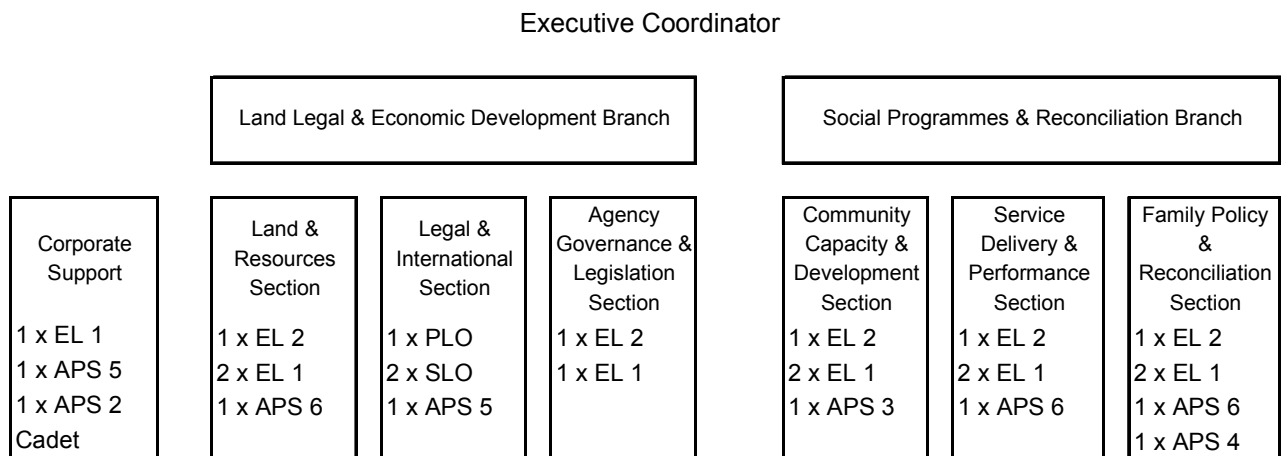 Executive Coordinator
Land Legal & Economic Development Branch
Social Programmes & Reconciliation Branch
Corporate
Support
1 x EL 1
1 x APS 5
1 x APS 2
Cadet
Land &
Resources
Section
1 x EL 2
2 x EL 1
1 x APS 6
Legal &
International
Section
1 x PLO
2 x SLO
1 x APS 5
Agency
Governance &
Legislation
Section
1 x EL 2
1 x EL 1
Community
Capacity &
Development
Section
1 x EL 2
2 x EL 1
1 x APS 3
Service
Delivery &
Performance
Section
1 x EL 2
2 x EL 1
1 x APS 6
Family Policy
&
Reconciliation
Section
1 x EL 2
2 x EL 1
1 x APS 6
1 x APS 4